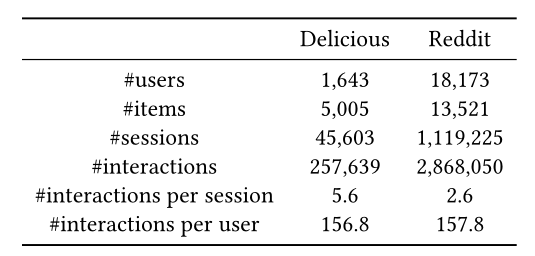 Delicious Reddit
#users 1,643 18,173
#items 5,005 13,521
#sessions 45,603 1,119,225
#interactions 257,639 2,868,050
#interactions per session 5.6 2.6
#interactions per user 156.8 157.8